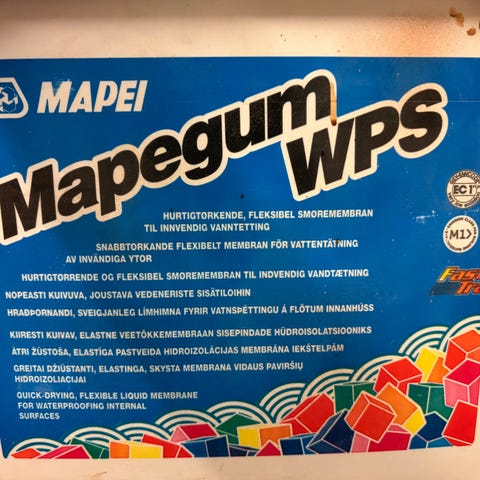 MAPEI
Mapegum
WPS
HURTIGTØRKENDE, FLEKSIBEL SMØREMEMBRAN
TIL INNVENDIG VANNTETTING
SNABBTORKANDE FLEXIBELT MEMBRAN FÖR VATTENTÄTNING
AV INVÄNDIGA YTOR
HURTIGTØRRENDE OG FLEKSIBEL SMØREMEMBRAN TIL INDVENDIG VANDTÆTNING
NOPEASTI KUIVUVA, JOUSTAVA VEDENERISTE SISÄTILOIHIN
HRAÐÞORNANDI, SVEIGJANLEG LÍMHIMNA FYRIR VATNSÞÉTTINGU Á FLÖTUM INNANHÚSS
KIIRESTI KUIVAV, ELASTNE VEETÕKKEMEMBRAAN SISEPINDADE HÜDROISOLATSIOONIKS
ĀTRI ŽŪSTOŠA, ELASTĪGA PASTVEIDA HIDROIZOLĀCIJAS MEMBRĀNA IEKŠTELPĀM
GREITAI DŽIŪSTANTI, ELASTINGA, SKYSTA MEMBRANA VIDAUS PAVIRŠIŲ
HIDROIZOLIACIJAI
QUICK-DRYING, FLEXIBLE LIQUID MEMBRANE
FOR WATERPROOFING INTERNAL
SURFACES
EC1
M1